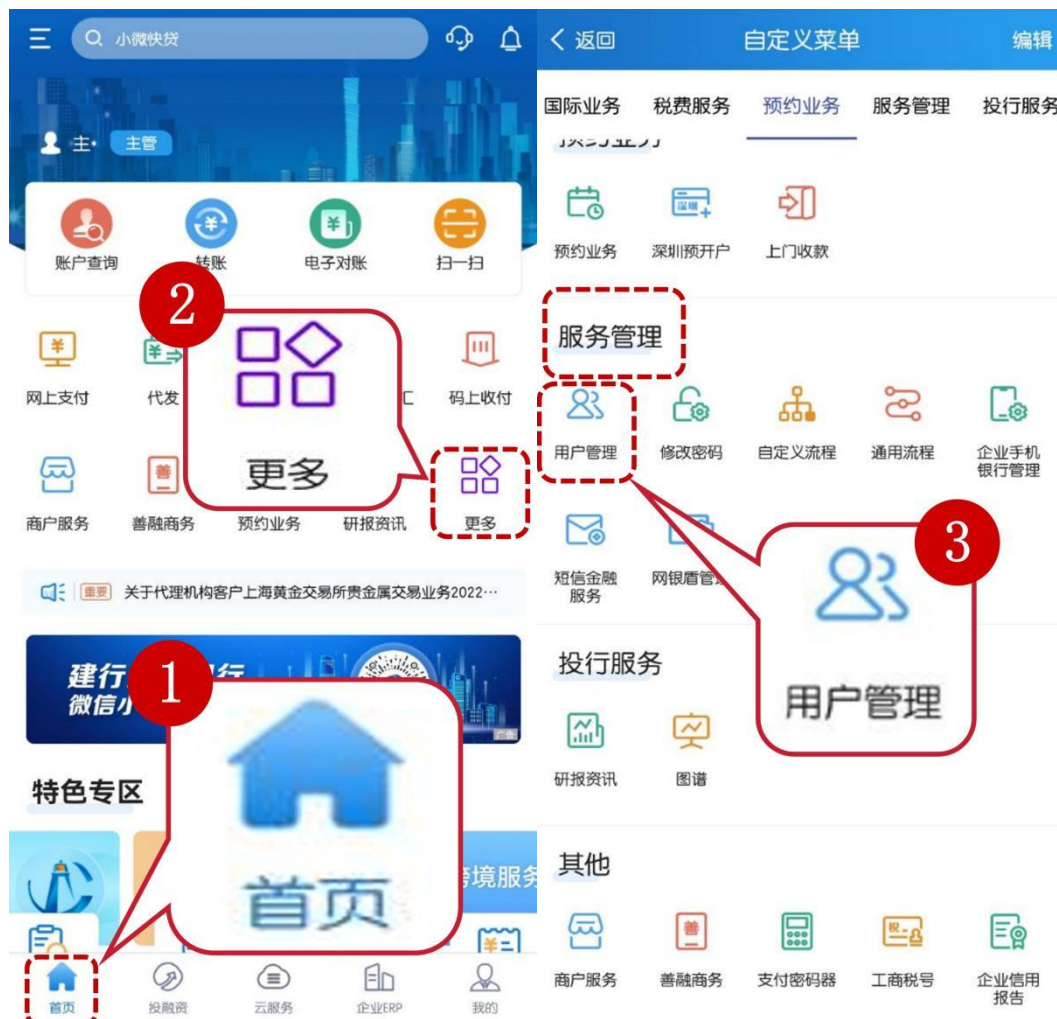 小微快贷
主*
主管
账户查询
转账
电子对账
扫一扫
2
网上支付
代发
汇
码上收付
更多
商户服务
善融商务
预约业务
研报资讯
更多
重要
关于代理机构客户上海黄金交易所贵金属交易业务2022…
建行
行
微信小
广告
1
特色专区
跨境服务
首页
首页
投融资
云服务
企业ERP
我的
返回
自定义菜单
编辑
国际业务
税费服务
预约业务
服务管理
投行服务
预约业务
预约业务
深圳
深圳预开户
上门收款
服务管理
用户管理
修改密码
自定义流程
通用流程
企业手机
银行管理
3
短信金融
服务
网银盾管理
用户管理
投行服务
研报资讯
图谱
其他
商户服务
善融商务
支付密码器
工商税号
企业信用
报告